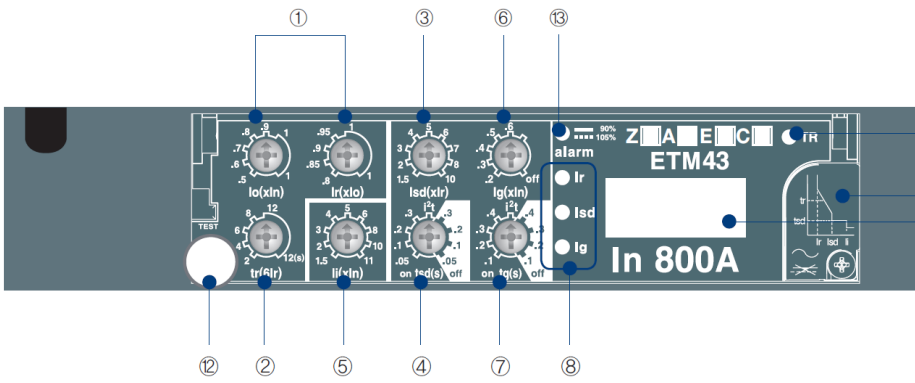 ① ③ ⑥ ⑬
.5 .6 .7 .8 .9 1 1
Io(xIn)
.8 .85 .9 .95 1 1
Ir(xIo)
1.5 2 3 4 5 6 7 8 10
Isd(xIr)
.2 .3 .4 .5 .6 off
Ig(xIn)
90%
105%
alarm
Z A E C
TR
ETM43
Ir
Isd
Ig
In 800A
TEST
2 4 6 8 12 12(s)
tr(6Ir)
1.5 2 3 4 5 6 8 10 11
Ii(xIn)
i²t
.05 .1 .2 .3 .3 .2 .1 .05
on tsd(s) off
i²t
.1 .2 .3 .4 .4 .3 .2 .1
on tg(s) off
tr
Ir Isd Ii
⑫ ② ⑤ ④ ⑦ ⑧